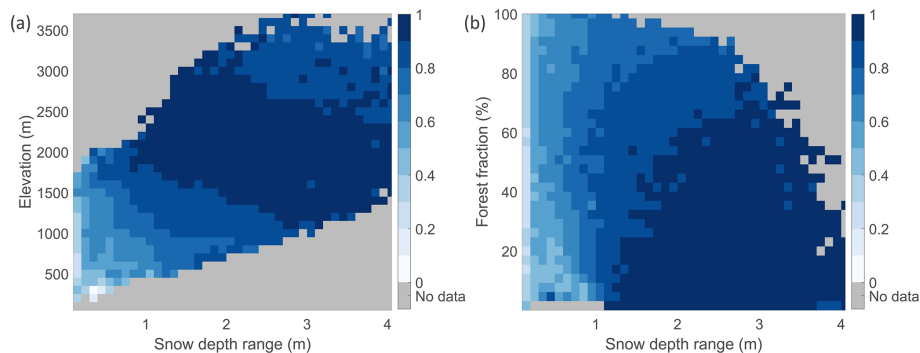 (a)
3500
3000
2500
2000
1500
1000
500
Elevation (m)
1 2 3 4
Snow depth range (m)
1
0.8
0.6
0.4
0.2
0
No data
(b)
100
80
60
40
20
Forest fraction (%)
1 2 3 4
Snow depth range (m)
1
0.8
0.6
0.4
0.2
0
No data